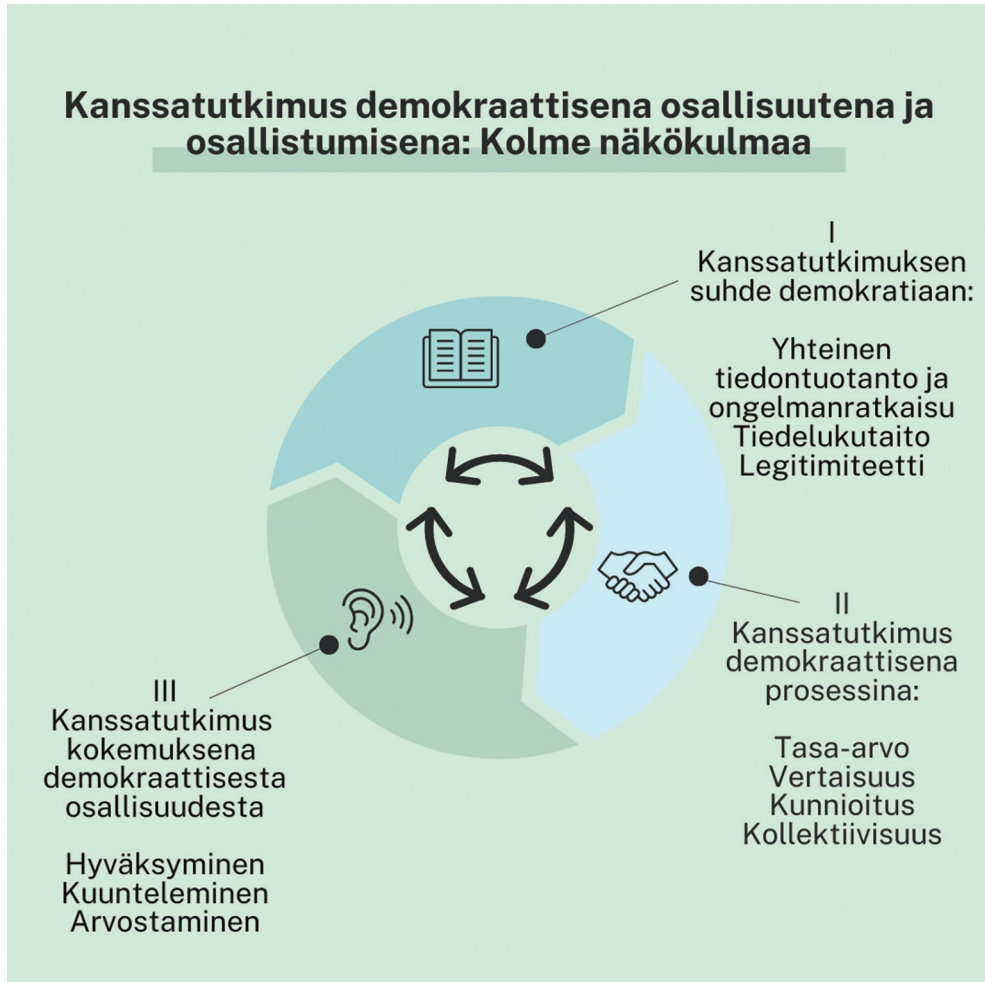 Kanssatutkimus demokraattisena osallisuutena ja
osallistumisena: Kolme näkökulmaa
I
Kanssatutkimuksen
suhde demokratiaan:
Yhteinen
tiedontuotanto ja
ongelmanratkaisu
Tiedelukutaito
Legitimiteetti
II
Kanssatutkimus
demokraattisena
prosessina:
Tasa-arvo
Vertaisuus
Kunnioitus
Kollektiivisuus
III
Kanssatutkimus
kokemuksena
demokraattisesta
osallisuudesta
Hyväksyminen
Kuunteleminen
Arvostaminen